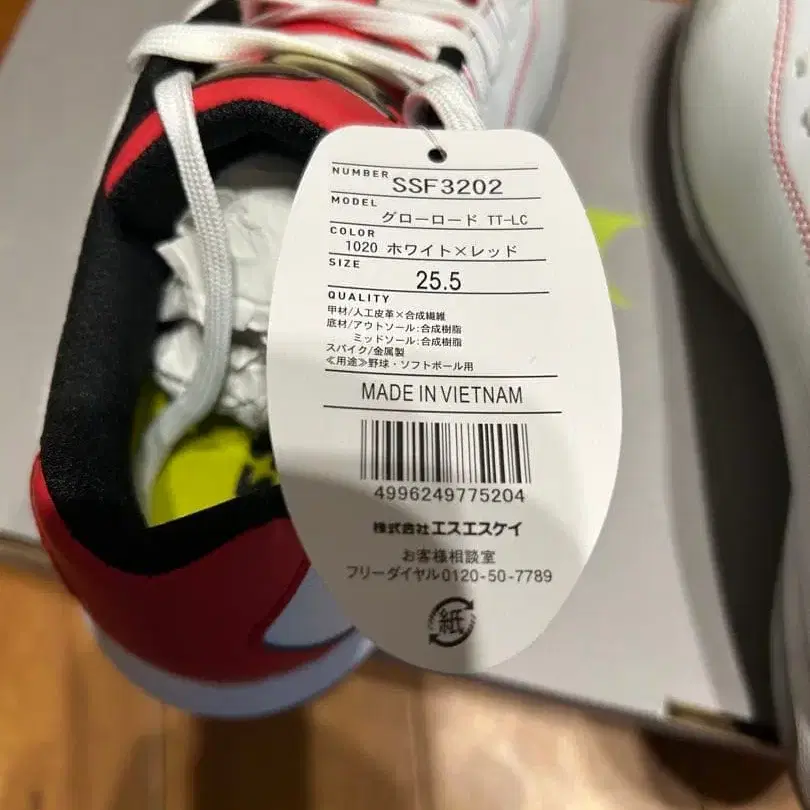 NUMBER SSF3202
MODEL
グローロード TT-LC
COLOR
1020 ホワイト×レッド
SIZE
25.5
QUALITY
甲材/人工皮革×合成繊維
底材/アウトソール:合成樹脂
ミッドソール:合成樹脂
スパイク/金属製
≪用途≫野球・ソフトボール用
MADE IN VIETNAM
4996249775204
株式会社エスエスケイ
お客様相談室
フリーダイヤル0120-50-7789
紙